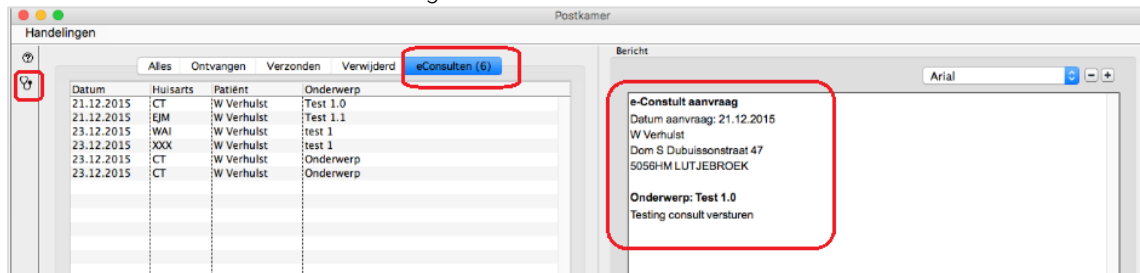 Postkamer
Handelingen
Alles Ontvangen Verzonden Verwijderd eConsulten (6)
Datum Huisarts Patiënt Onderwerp
21.12.2015 CT W Verhulst Test 1.0
21.12.2015 EJM W Verhulst Test 1.1
23.12.2015 WAI W Verhulst test 1
23.12.2015 XXX W Verhulst test 1
23.12.2015 CT W Verhulst Onderwerp
23.12.2015 CT W Verhulst Onderwerp
Bericht
Arial
e-Constult aanvraag
Datum aanvraag: 21.12.2015
W Verhulst
Dom S Dubuissonstraat 47
5056HM LUTJEBROEK
Onderwerp: Test 1.0
Testing consult versturen